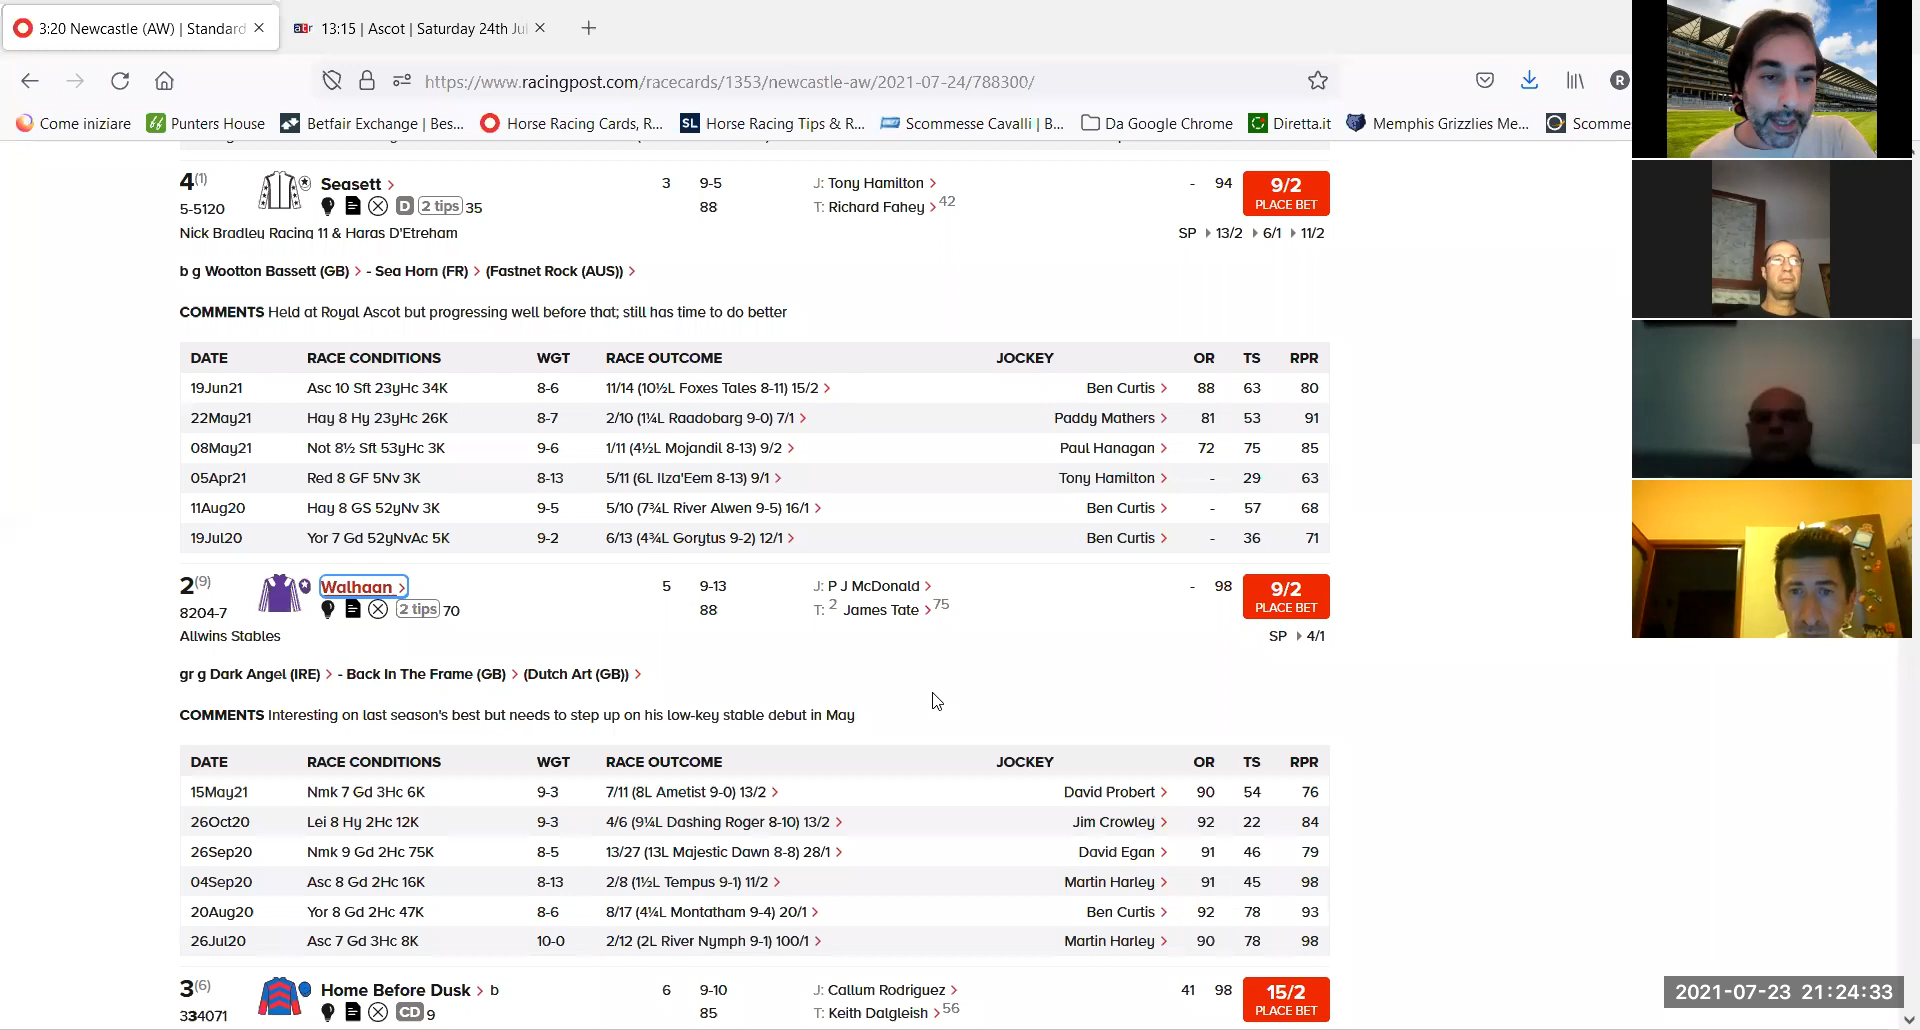 3:20 Newcastle (AW) | Standard
atr 13:15 | Ascot | Saturday 24th Jul
https://www.racingpost.com/racecards/1353/newcastle-aw/2021-07-24/788300/
R
Come iniziare Punters House Betfair Exchange | Bes... Horse Racing Cards, R... SL Horse Racing Tips & R... Scommesse Cavalli | B... Da Google Chrome Diretta.it Memphis Grizzlies Me... Scomme
4(1) Seasett 3 9-5 J: Tony Hamilton - 94 9/2
5-5120 D 2 tips 35 88 T: Richard Fahey 42 PLACE BET
Nick Bradley Racing 11 & Haras D'Etreham SP 13/2 6/1 11/2
b g Wootton Bassett (GB) - Sea Horn (FR) (Fastnet Rock (AUS))
COMMENTS Held at Royal Ascot but progressing well before that; still has time to do better
DATE RACE CONDITIONS WGT RACE OUTCOME JOCKEY OR TS RPR
19Jun21 Asc 10 Sft 23yHc 34K 8-6 11/14 (10½L Foxes Tales 8-11) 15/2 Ben Curtis 88 63 80
22May21 Hay 8 Hy 23yHc 26K 8-7 2/10 (1¼L Raadobarg 9-0) 7/1 Paddy Mathers 81 53 91
08May21 Not 8½ Sft 53yHc 3K 9-6 1/11 (4½L Mojandil 8-13) 9/2 Paul Hanagan 72 75 85
05Apr21 Red 8 GF 5Nv 3K 8-13 5/11 (6L Ilza'Eem 8-13) 9/1 Tony Hamilton - 29 63
11Aug20 Hay 8 GS 52yNv 3K 9-5 5/10 (7¾L River Alwen 9-5) 16/1 Ben Curtis - 57 68
19Jul20 Yor 7 Gd 52yNvAc 5K 9-2 6/13 (4¾L Gorytus 9-2) 12/1 Ben Curtis - 36 71
2(9) Walhaan 5 9-13 J: P J McDonald - 98 9/2
8204-7 2 tips 70 88 T: 2 James Tate 75 PLACE BET
Allwins Stables SP 4/1
gr g Dark Angel (IRE) - Back In The Frame (GB) (Dutch Art (GB))
COMMENTS Interesting on last season's best but needs to step up on his low-key stable debut in May
DATE RACE CONDITIONS WGT RACE OUTCOME JOCKEY OR TS RPR
15May21 Nmk 7 Gd 3Hc 6K 9-3 7/11 (8L Ametist 9-0) 13/2 David Probert 90 54 76
26Oct20 Lei 8 Hy 2Hc 12K 9-3 4/6 (9¼L Dashing Roger 8-10) 13/2 Jim Crowley 92 22 84
26Sep20 Nmk 9 Gd 2Hc 75K 8-5 13/27 (13L Majestic Dawn 8-8) 28/1 David Egan 91 46 79
04Sep20 Asc 8 Gd 2Hc 16K 8-13 2/8 (1½L Tempus 9-1) 11/2 Martin Harley 91 45 98
20Aug20 Yor 8 Gd 2Hc 47K 8-6 8/17 (4¼L Montatham 9-4) 20/1 Ben Curtis 92 78 93
26Jul20 Asc 7 Gd 3Hc 8K 10-0 2/12 (2L River Nymph 9-1) 100/1 Martin Harley 90 78 98
3(6) Home Before Dusk b 6 9-10 J: Callum Rodriguez 41 98 15/2
334071 CD 9 85 T: Keith Dalgleish 56 PLACE BET
2021-07-23 21:24:33